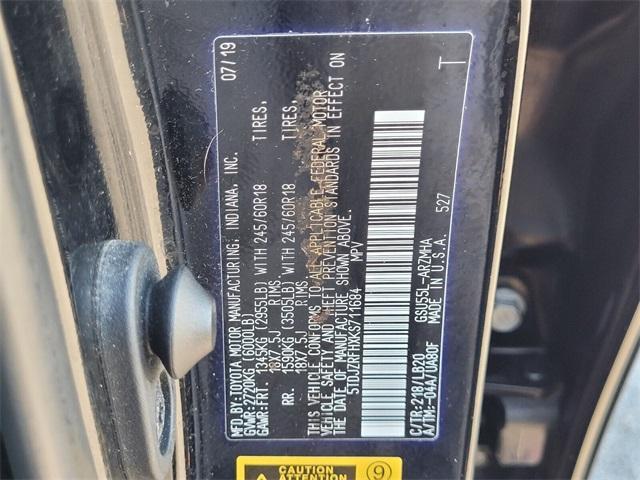 MFD. BY: TOYOTA MOTOR MANUFACTURING, INDIANA, INC. 07/19
GVWR: 2720KG (6000LB)
GAWR: FRT. 1345KG (2955LB) WITH 245/60R18 TIRES,
18X7.5J RIMS,
RR. 1590KG (3505LB) WITH 245/60R18 TIRES,
18X7.5J RIMS,
THIS VEHICLE CONFORMS TO ALL APPLICABLE FEDERAL MOTOR
VEHICLE SAFETY AND THEFT PREVENTION STANDARDS IN EFFECT ON
THE DATE OF MANUFACTURE SHOWN ABOVE.
5TDJZRFHXKS711684 MPV
T
C/TR:218/LB20 GSU55L-ARZMHA
A/TM:-04A/UA80F MADE IN U.S.A. 527
CAUTION
ATTENTION
9